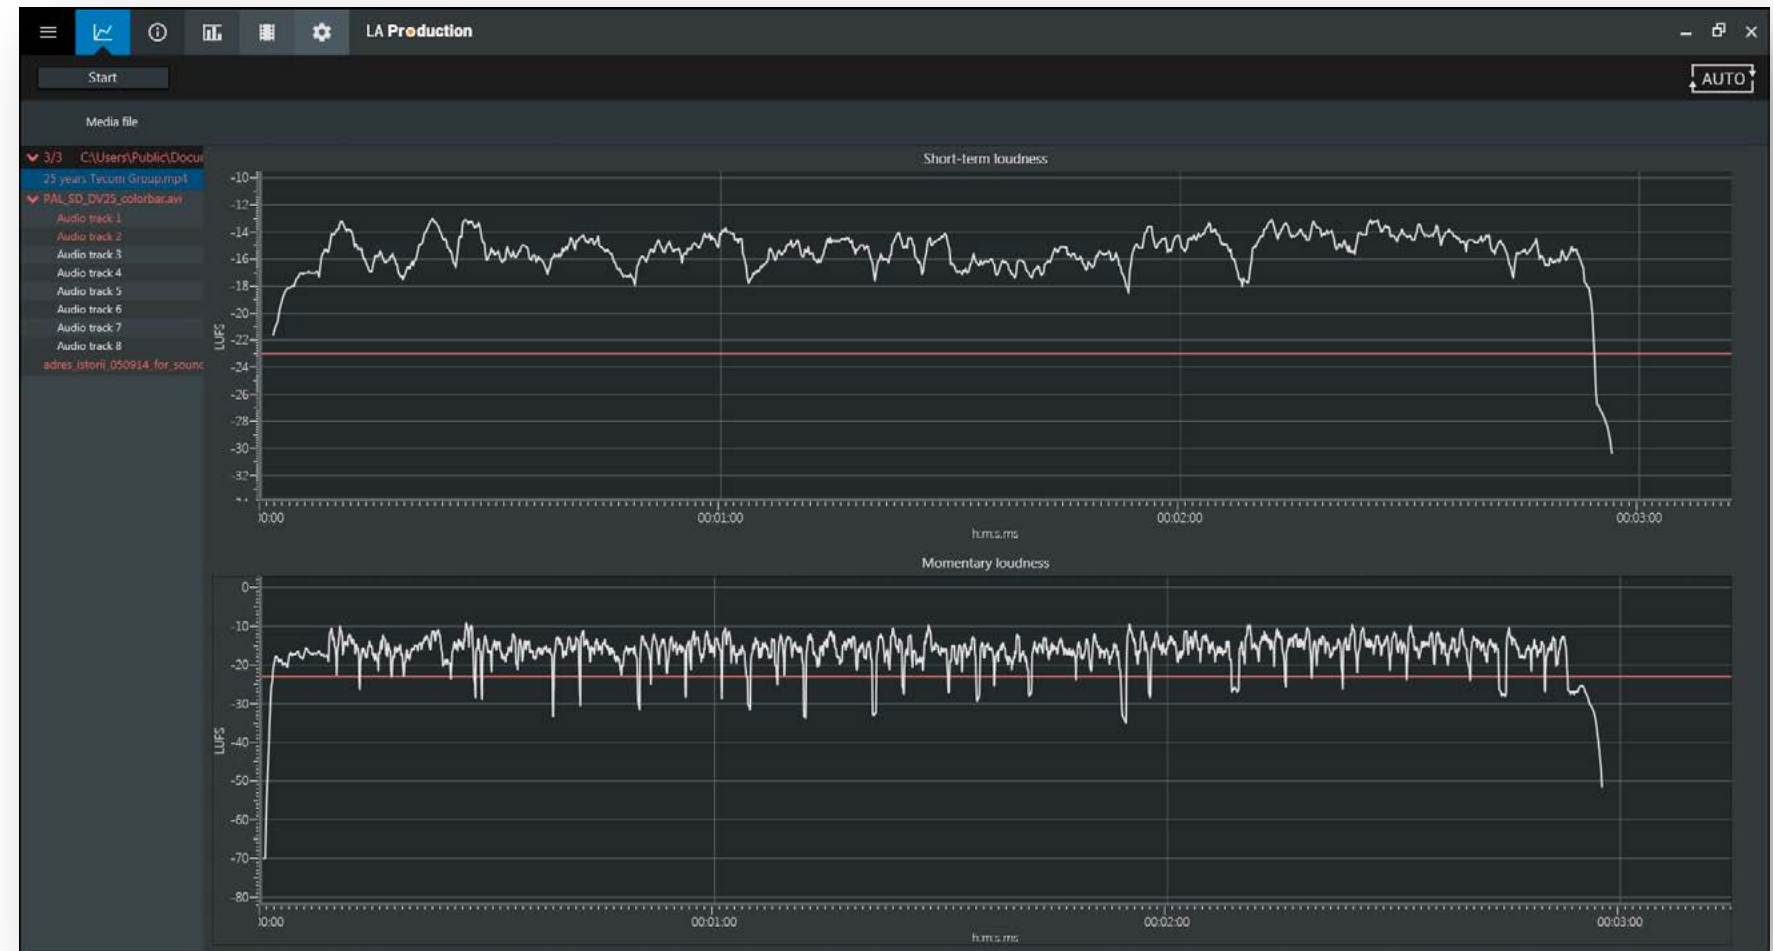 LA Production
Start
AUTO
Media file
3/3 C:\Users\Public\Docu
25 years Tecom Group.mp4
PAL_SD_DV25_colorbar.avi
Audio track 1
Audio track 2
Audio track 3
Audio track 4
Audio track 5
Audio track 6
Audio track 7
Audio track 8
adres_istorii_050914_for_sound
Short-term loudness
-10
-12
-14
-16
-18
-20
-22
-24
-26
-28
-30
-32
LUFS
00:00
00:01:00
00:02:00
00:03:00
h:m:s.ms
Momentary loudness
0
-10
-20
-30
-40
-50
-60
-70
-80
LUFS
00:00
00:01:00
00:02:00
00:03:00
h:m:s.ms